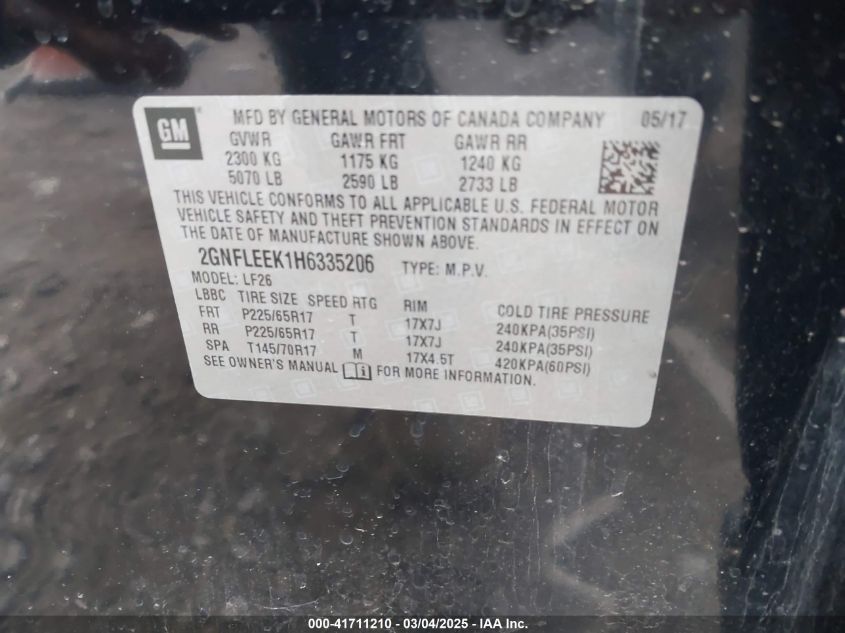 GM
MFD BY GENERAL MOTORS OF CANADA COMPANY 05/17
GVWR GAWR FRT GAWR RR
2300 KG 1175 KG 1240 KG
5070 LB 2590 LB 2733 LB
THIS VEHICLE CONFORMS TO ALL APPLICABLE U.S. FEDERAL MOTOR
VEHICLE SAFETY AND THEFT PREVENTION STANDARDS IN EFFECT ON
THE DATE OF MANUFACTURE SHOWN ABOVE.
2GNFLEEK1H6335206 TYPE: M.P.V.
MODEL: LF26
LBBC TIRE SIZE SPEED RTG RIM COLD TIRE PRESSURE
FRT P225/65R17 T 17X7J 240KPA(35PSI)
RR P225/65R17 T 17X7J 240KPA(35PSI)
SPA T145/70R17 M 17X4.5T 420KPA(60PSI)
SEE OWNER'S MANUAL FOR MORE INFORMATION.
000-41711210 - 03/04/2025 - IAA Inc.